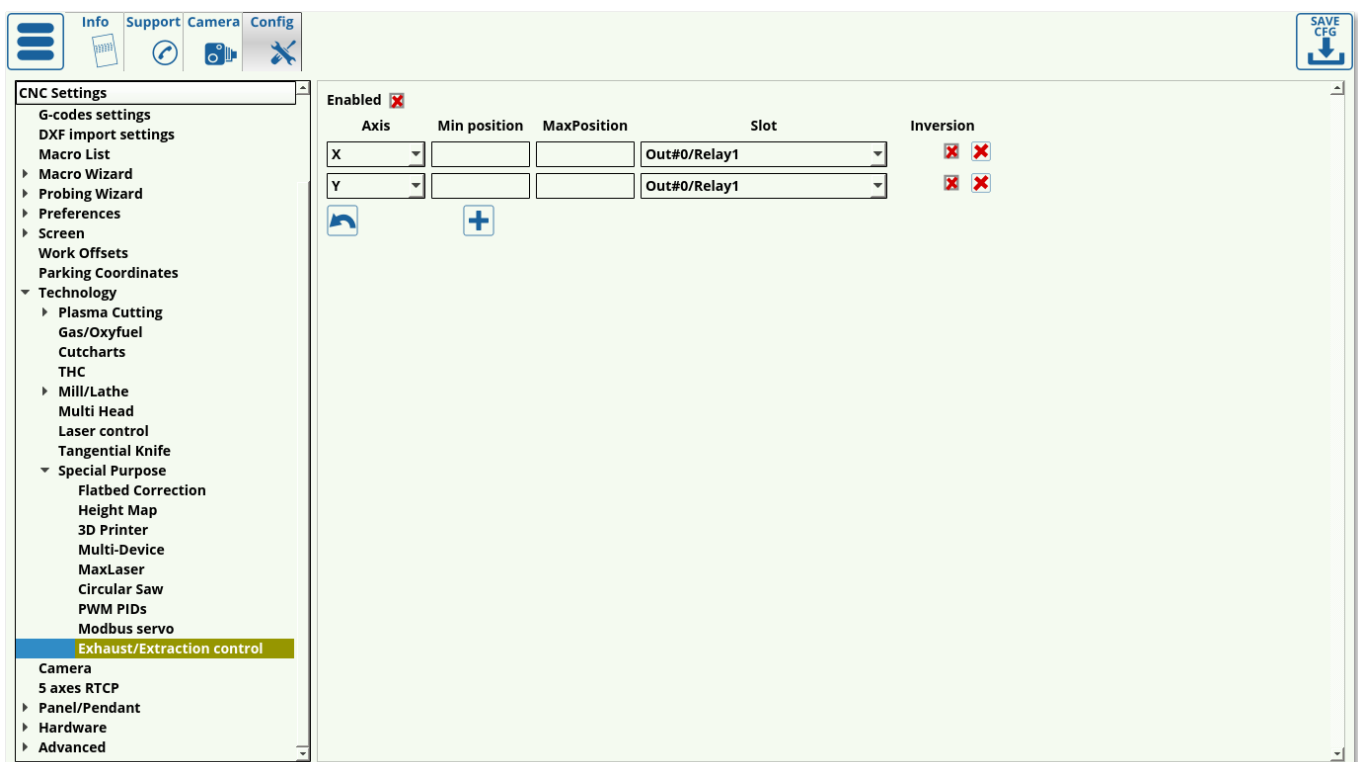 Info Support Camera Config
SAVE
CFG
CNC Settings
G-codes settings
DXF import settings
Macro List
Macro Wizard
Probing Wizard
Preferences
Screen
Work Offsets
Parking Coordinates
Technology
Plasma Cutting
Gas/Oxyfuel
Cutcharts
THC
Mill/Lathe
Multi Head
Laser control
Tangential Knife
Special Purpose
Flatbed Correction
Height Map
3D Printer
Multi-Device
MaxLaser
Circular Saw
PWM PIDs
Modbus servo
Exhaust/Extraction control
Camera
5 axes RTCP
Panel/Pendant
Hardware
Advanced
Enabled
Axis Min position MaxPosition Slot Inversion
X Out#0/Relay1
Y Out#0/Relay1